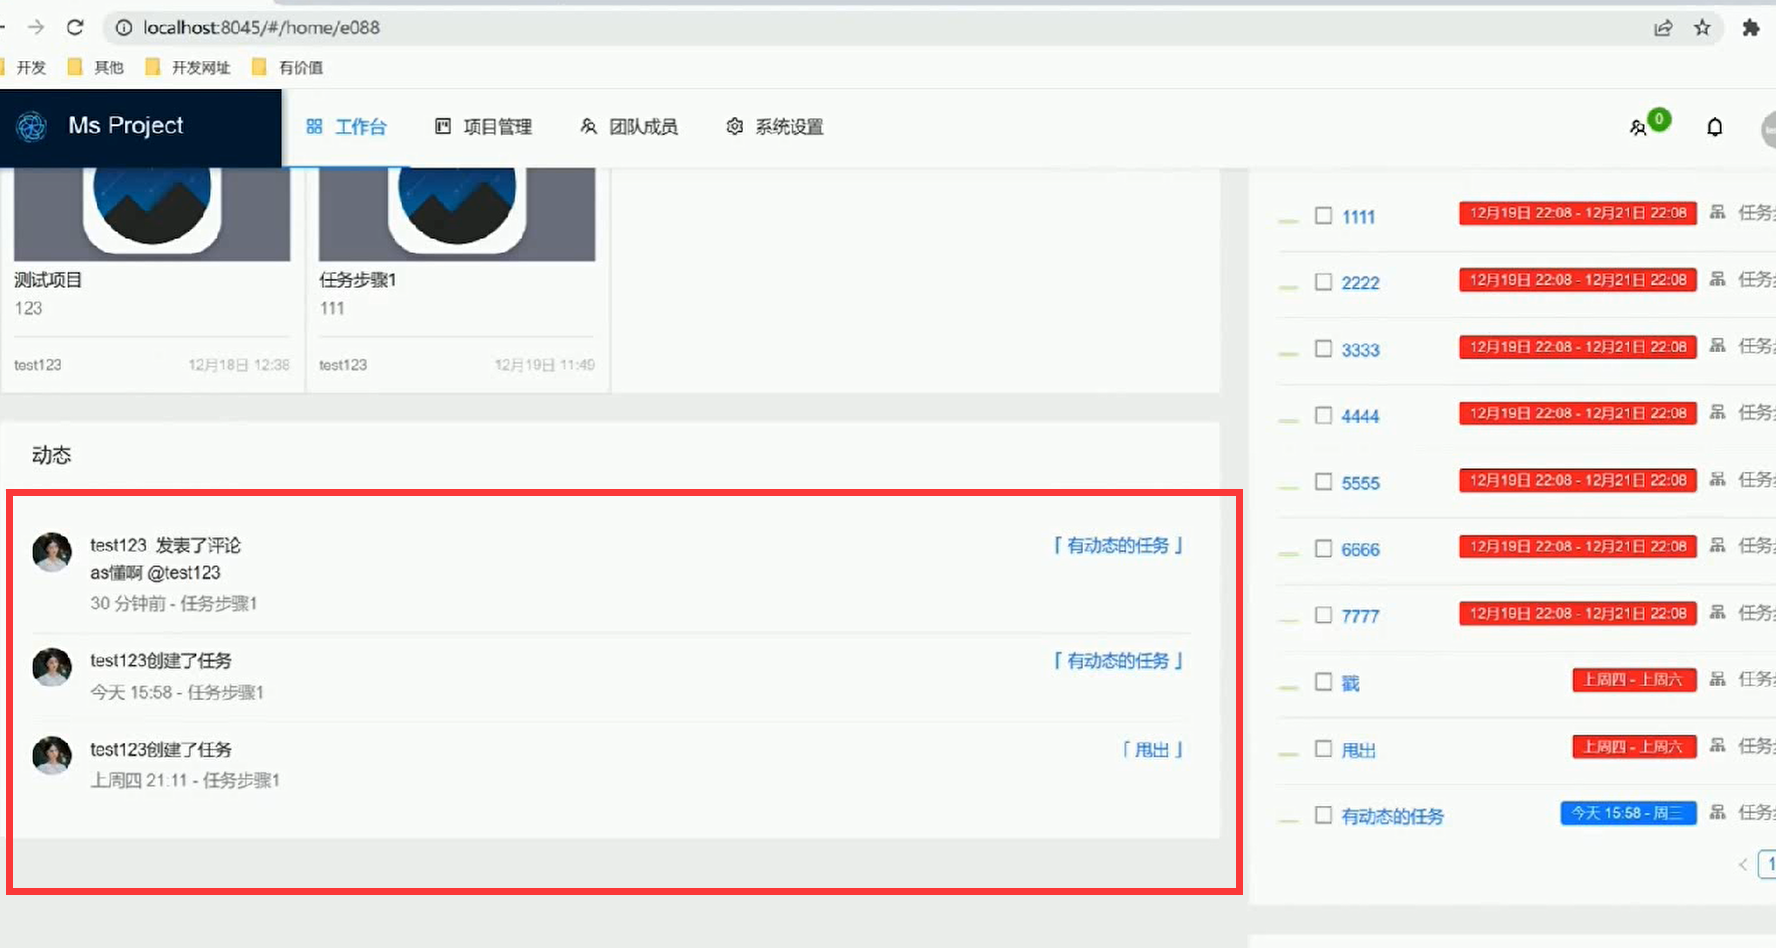 localhost:8045/#/home/e088
开发
其他
开发网址
有价值
Ms Project
工作台
项目管理
团队成员
系统设置
0
测试项目
123
test123
12月18日 12:38
任务步骤1
111
test123
12月19日 11:49
动态
test123 发表了评论
「 有动态的任务 」
as懂啊 @test123
30 分钟前 - 任务步骤1
test123创建了任务
「 有动态的任务 」
今天 15:58 - 任务步骤1
test123创建了任务
「 甩出 」
上周四 21:11 - 任务步骤1
1111
12月19日 22:08 - 12月21日 22:08
任务
2222
12月19日 22:08 - 12月21日 22:08
任务
3333
12月19日 22:08 - 12月21日 22:08
任务
4444
12月19日 22:08 - 12月21日 22:08
任务
5555
12月19日 22:08 - 12月21日 22:08
任务
6666
12月19日 22:08 - 12月21日 22:08
任务
7777
12月19日 22:08 - 12月21日 22:08
任务
戳
上周四 - 上周六
任务
甩出
上周四 - 上周六
任务
有动态的任务
今天 15:58 - 周三
任务
1